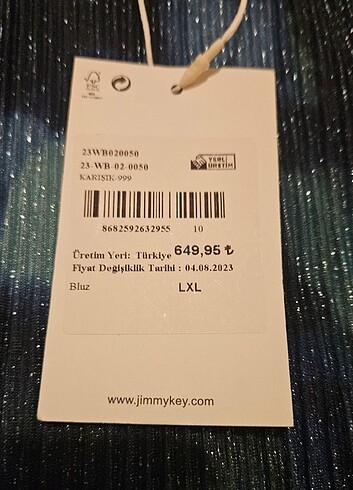 FSC
23WB020050
23-WB-02-0050
YERLİ
ÜRETİM
KARIŞIK-999
8682592632955 10
Üretim Yeri: Türkiye 649,95 ₺
Fiyat Değişiklik Tarihi : 04.08.2023
Bluz LXL
www.jimmykey.com